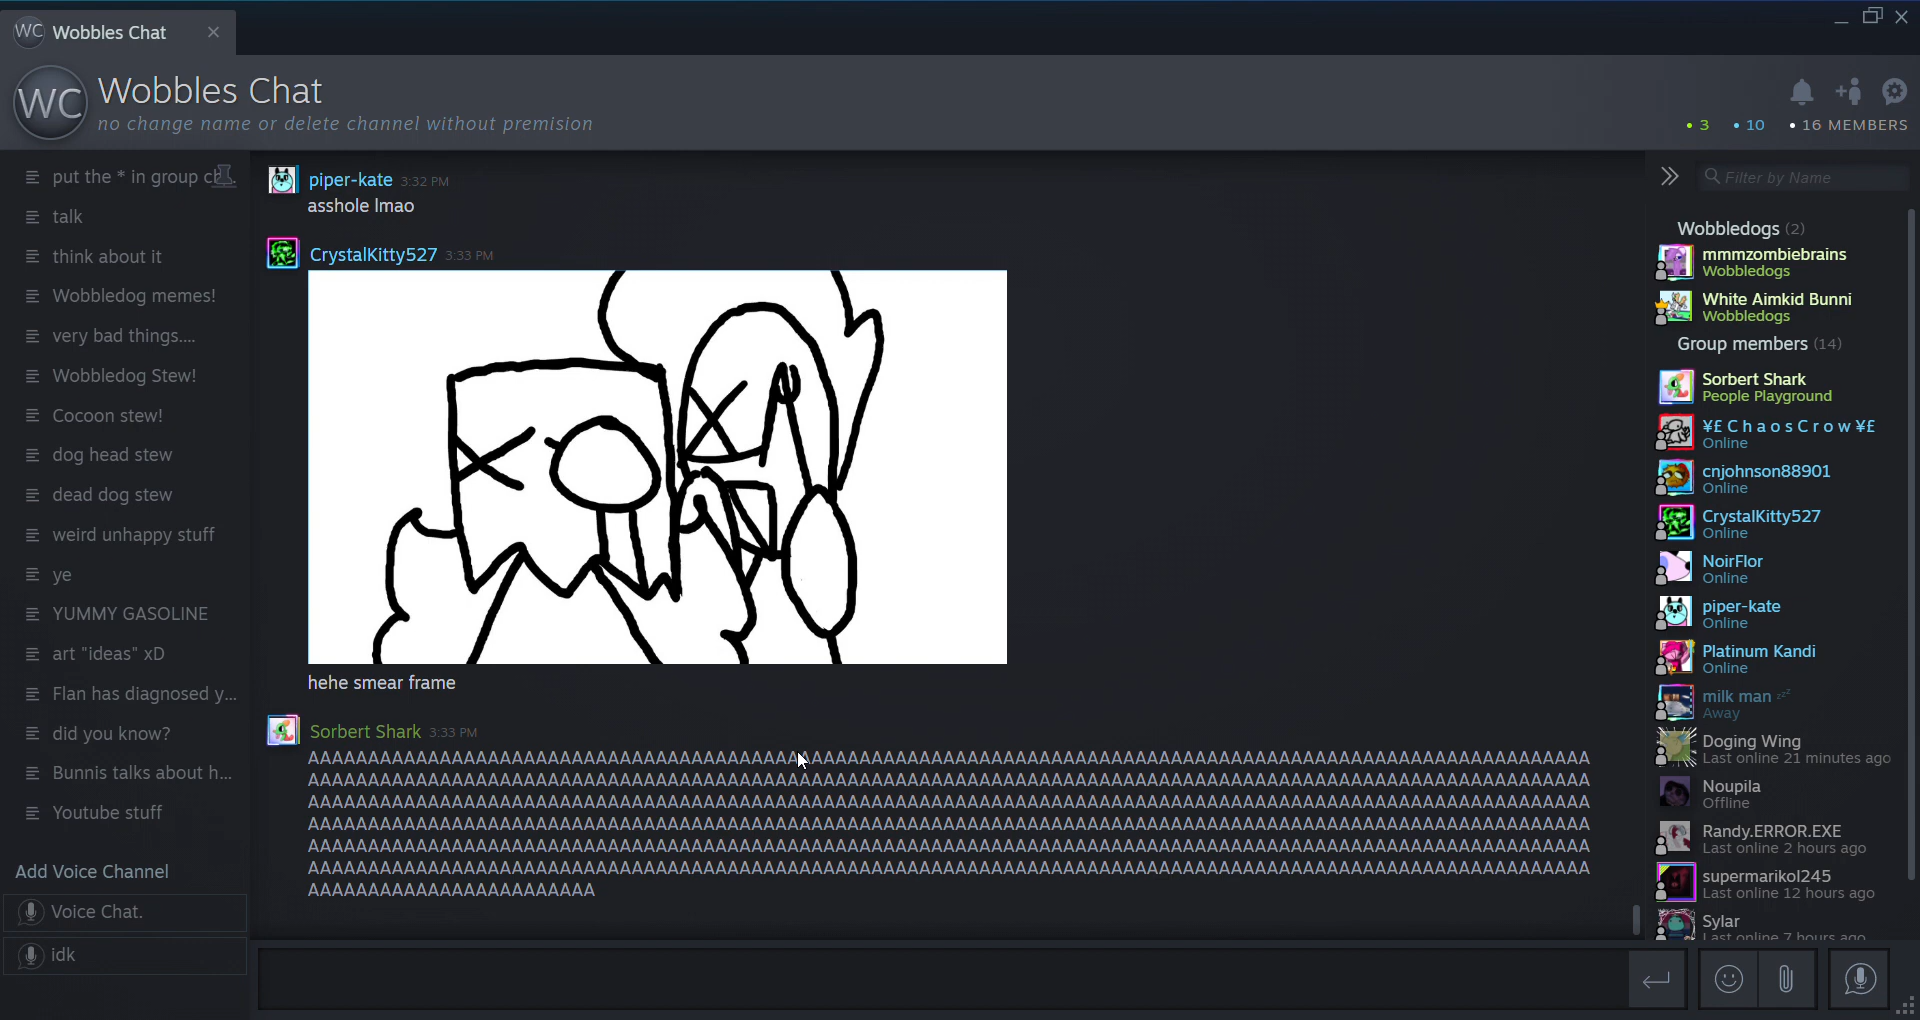 WC Wobbles Chat
WC Wobbles Chat
no change name or delete channel without premision
3 10 16 MEMBERS
put the * in group c
talk
think about it
Wobbledog memes!
very bad things....
Wobbledog Stew!
Cocoon stew!
dog head stew
dead dog stew
weird unhappy stuff
ye
YUMMY GASOLINE
art "ideas" xD
Flan has diagnosed y...
did you know?
Bunnis talks about h...
Youtube stuff
Add Voice Channel
Voice Chat.
idk
piper-kate 3:32 PM
asshole lmao
CrystalKitty527 3:33 PM
hehe smear frame
Sorbert Shark 3:33 PM
AAAAAAAAAAAAAAAAAAAAAAAAAAAAAAAAAAAAAAAAAAAAAAAAAAAAAAAAAAAAAAAAAAAAAAAAAAAAAAAAAAAAAAAAAAAAAAAAAAAAAAAAAAA
AAAAAAAAAAAAAAAAAAAAAAAAAAAAAAAAAAAAAAAAAAAAAAAAAAAAAAAAAAAAAAAAAAAAAAAAAAAAAAAAAAAAAAAAAAAAAAAAAAAAAAAAAAA
AAAAAAAAAAAAAAAAAAAAAAAAAAAAAAAAAAAAAAAAAAAAAAAAAAAAAAAAAAAAAAAAAAAAAAAAAAAAAAAAAAAAAAAAAAAAAAAAAAAAAAAAAAA
AAAAAAAAAAAAAAAAAAAAAAAAAAAAAAAAAAAAAAAAAAAAAAAAAAAAAAAAAAAAAAAAAAAAAAAAAAAAAAAAAAAAAAAAAAAAAAAAAAAAAAAAAAA
AAAAAAAAAAAAAAAAAAAAAAAAAAAAAAAAAAAAAAAAAAAAAAAAAAAAAAAAAAAAAAAAAAAAAAAAAAAAAAAAAAAAAAAAAAAAAAAAAAAAAAAAAAA
AAAAAAAAAAAAAAAAAAAAAAAAAAAAAAAAAAAAAAAAAAAAAAAAAAAAAAAAAAAAAAAAAAAAAAAAAAAAAAAAAAAAAAAAAAAAAAAAAAAAAAAAAAA
AAAAAAAAAAAAAAAAAAAAAAAA
Filter by Name
Wobbledogs (2)
mmmzombiebrains
Wobbledogs
White Aimkid Bunni
Wobbledogs
Group members (14)
Sorbert Shark
People Playground
¥£ C h a o s C r o w ¥£
Online
cnjohnson88901
Online
CrystalKitty527
Online
NoirFlor
Online
piper-kate
Online
Platinum Kandi
Online
milk man zzz
Away
Doging Wing
Last online 21 minutes ago
Noupila
Offline
Randy.ERROR.EXE
Last online 2 hours ago
supermarikol245
Last online 12 hours ago
Sylar
Last online 7 hours ago